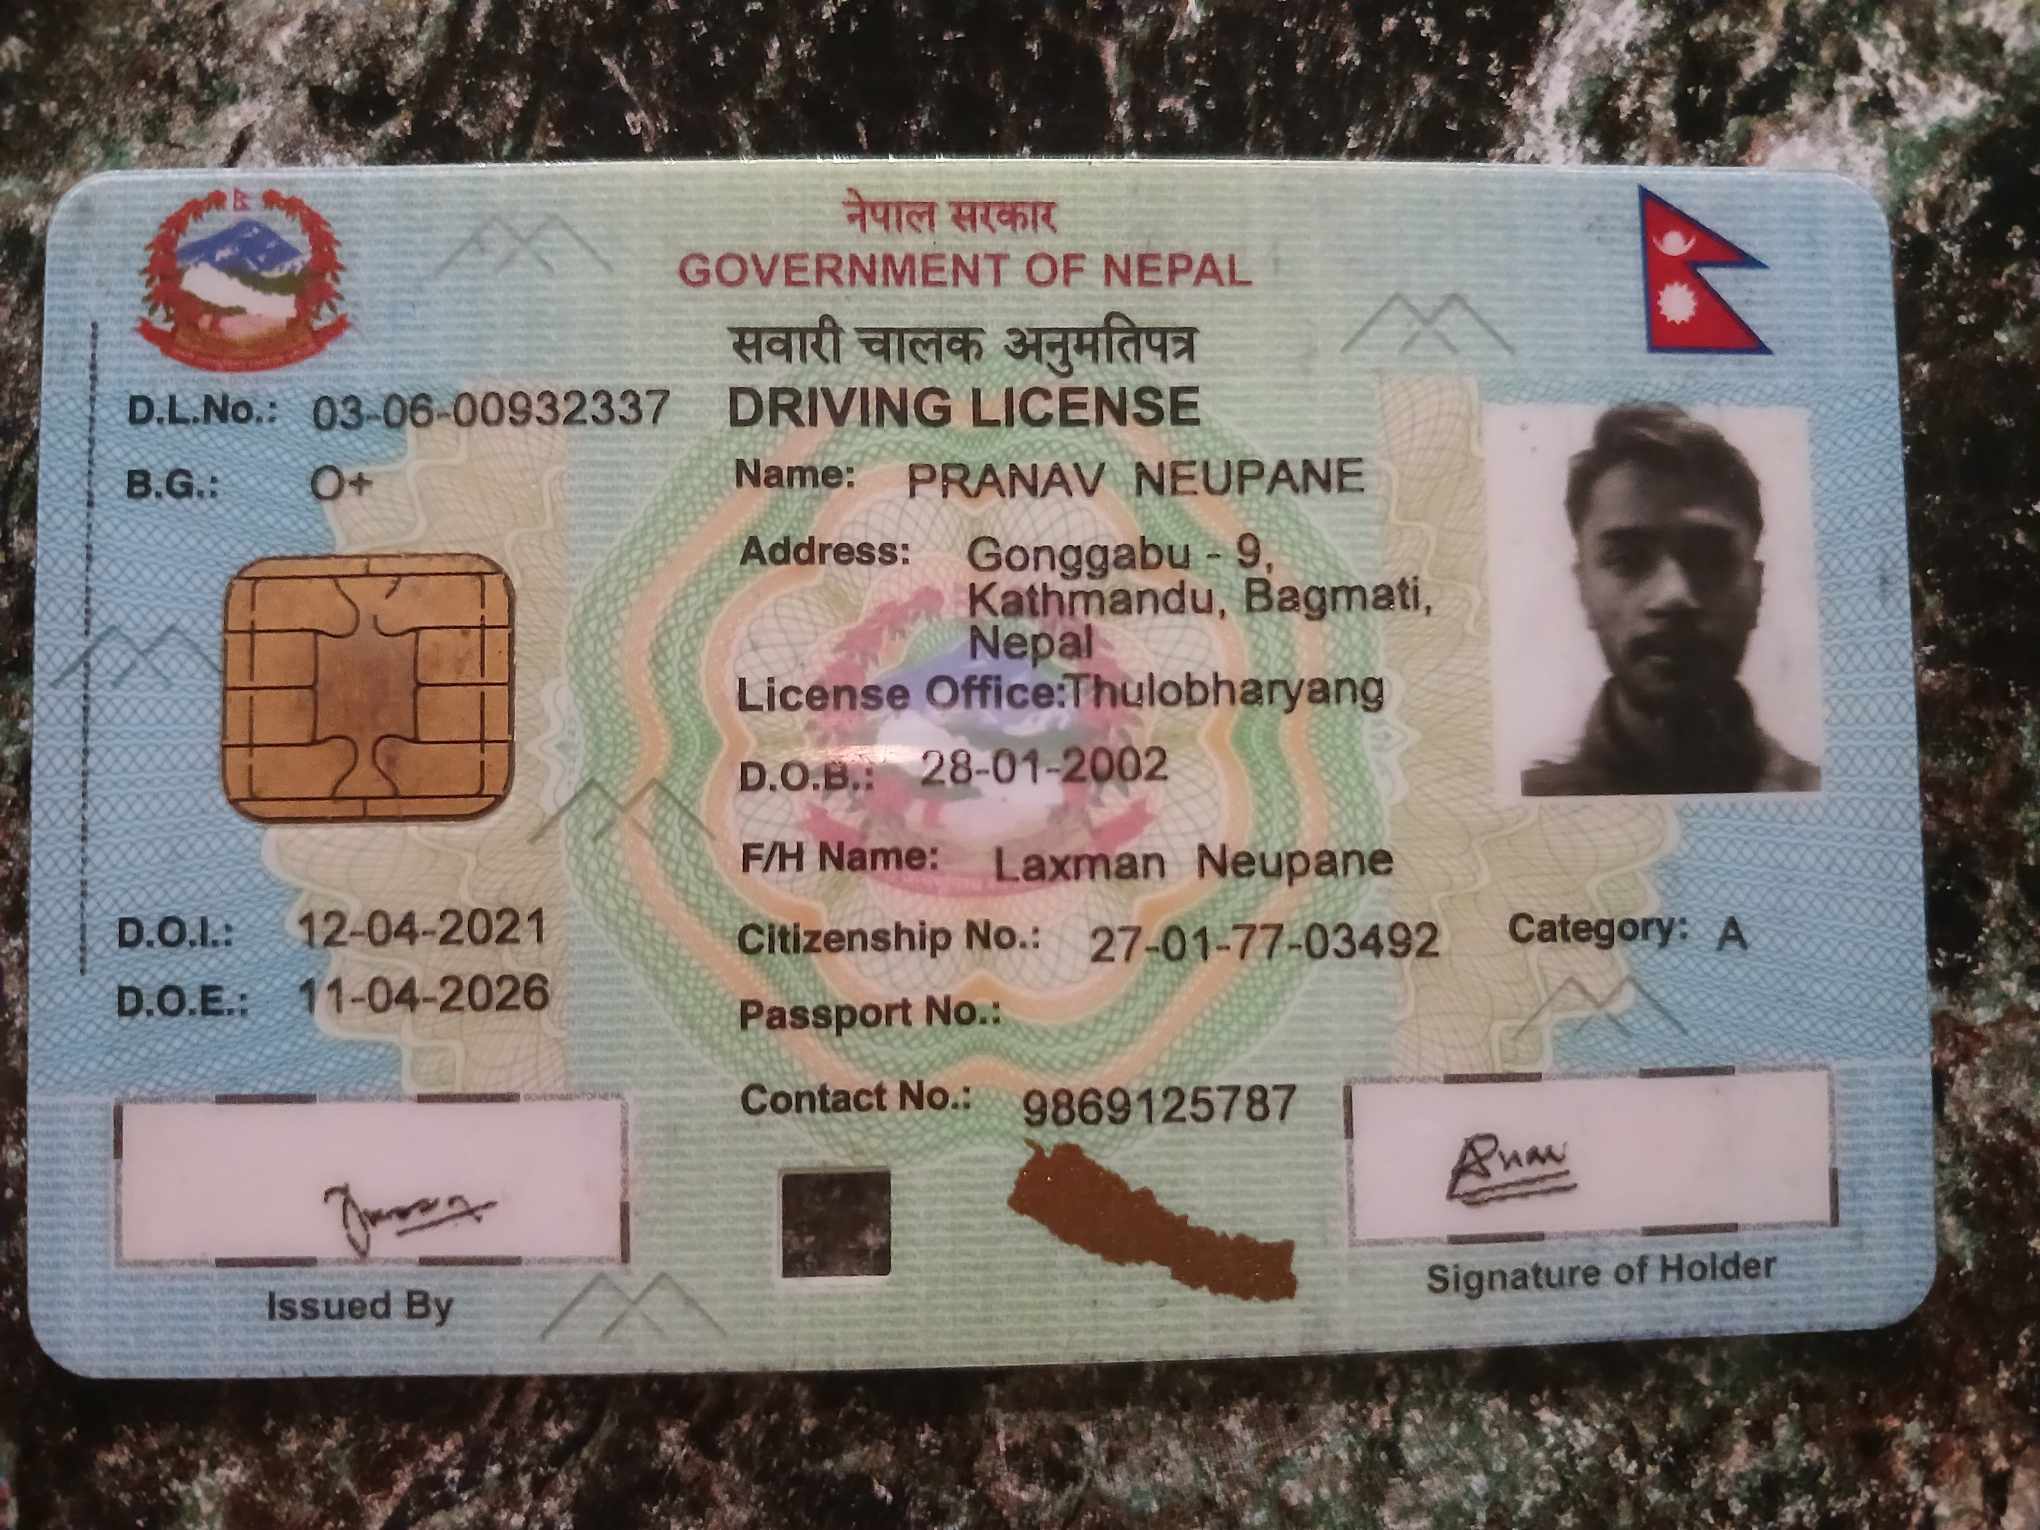 नेपाल सरकार
GOVERNMENT OF NEPAL
सवारी चालक अनुमतिपत्र
DRIVING LICENSE
D.L.No.: 03-06-00932337
B.G.: O+
Name: PRANAV NEUPANE
Address: Gonggabu - 9,
Kathmandu, Bagmati,
Nepal
License Office:Thulobharyang
D.O.B.: 28-01-2002
F/H Name: Laxman Neupane
D.O.I.: 12-04-2021
Citizenship No.: 27-01-77-03492
Category: A
D.O.E.: 11-04-2026
Passport No.:
Contact No.: 9869125787
Issued By
Signature of Holder